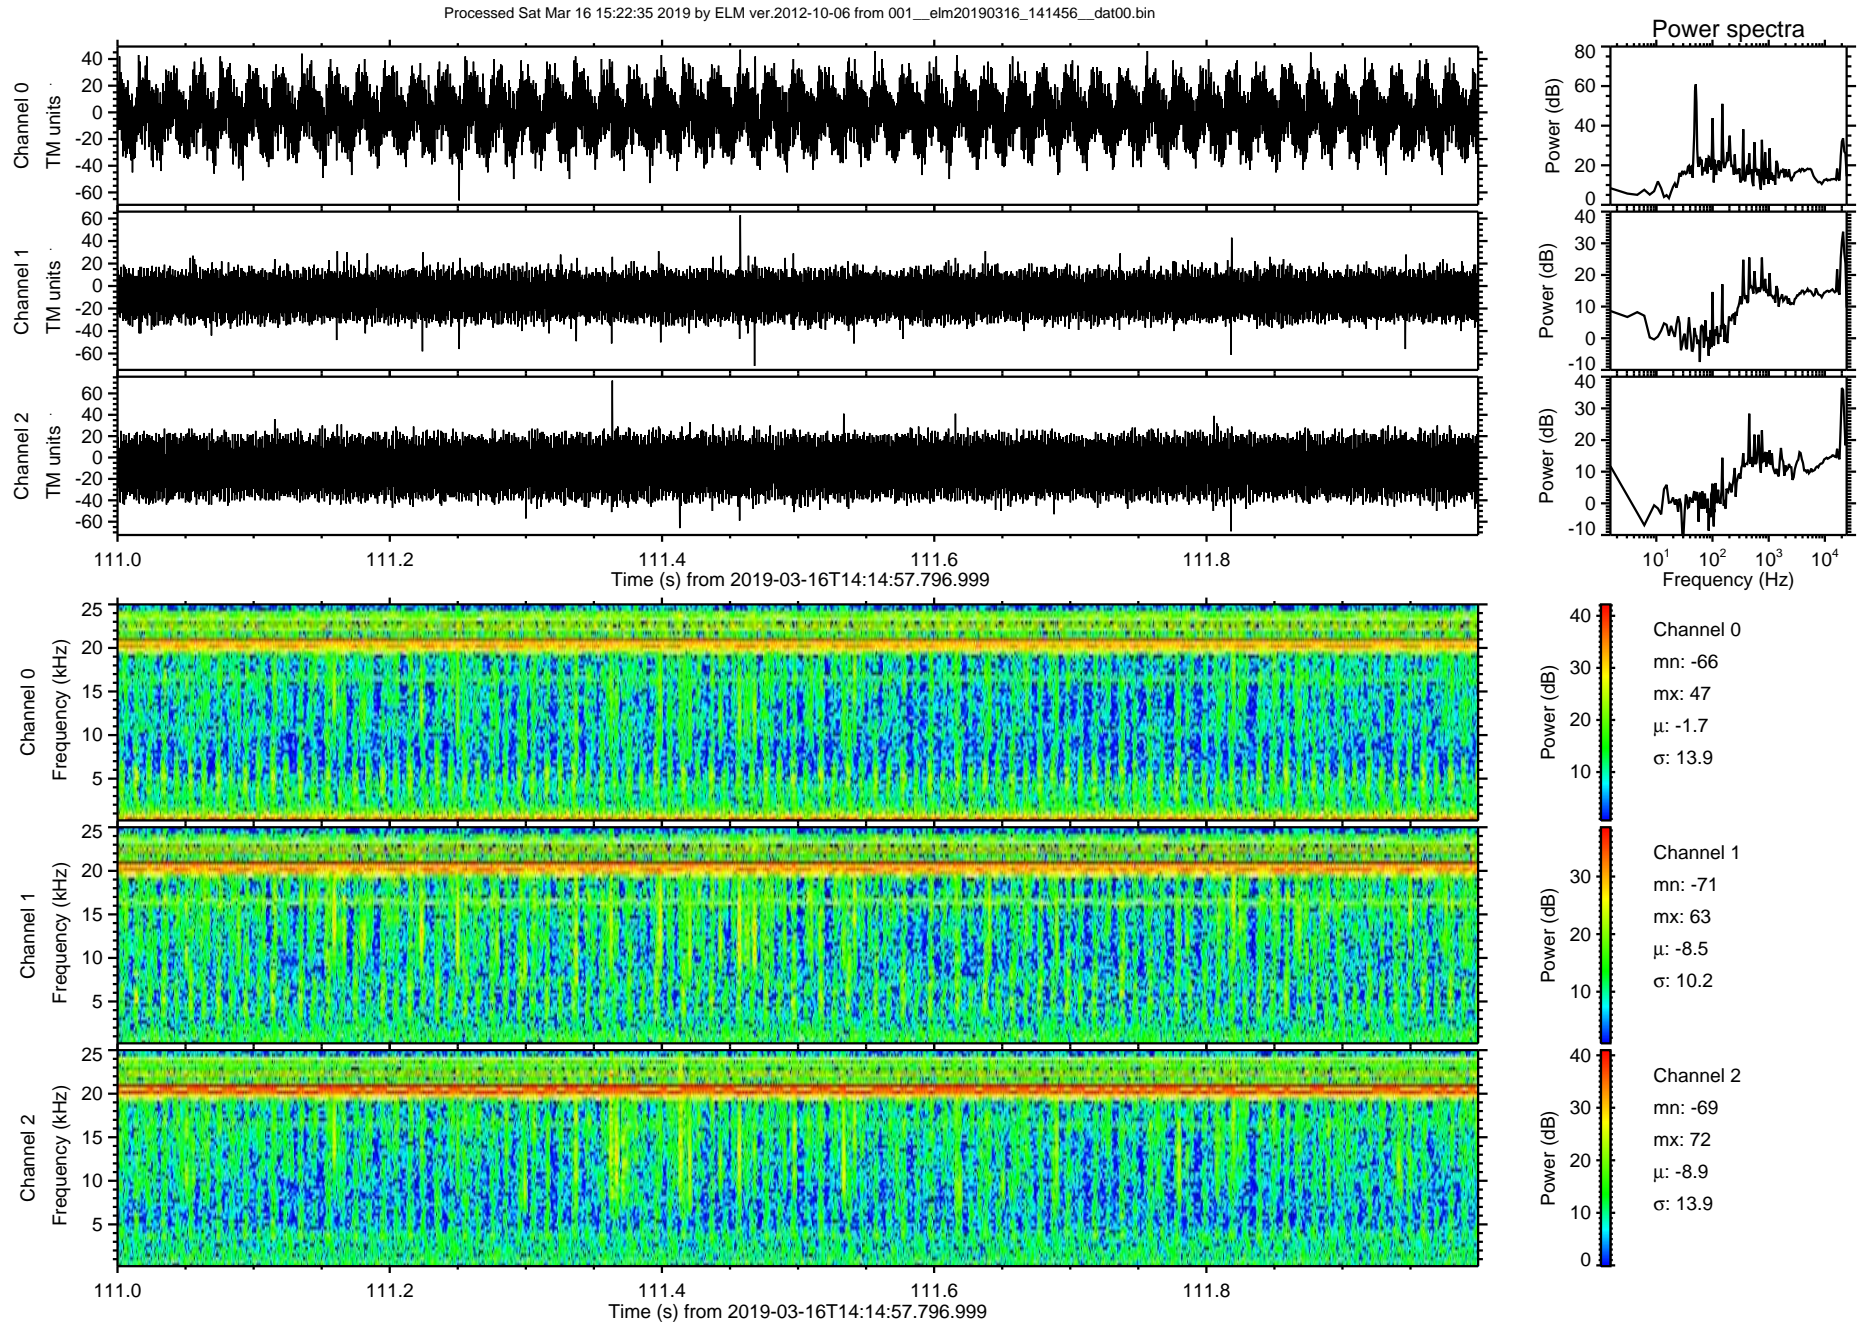 Processed Sat Mar 16 15:22:35 2019 by ELM ver.2012-10-06 from 001__elm20190316_141456__dat00.bin
Power spectra
Channel 0
TM units
40
20
0
-20
-40
-60
Power (dB)
80
60
40
20
0
Channel 1
TM units
60
40
20
0
-20
-40
-60
Power (dB)
40
30
20
10
0
-10
Channel 2
TM units
60
40
20
0
-20
-40
-60
Power (dB)
40
30
20
10
0
-10
111.0 111.2 111.4 111.6 111.8
Time (s) from 2019-03-16T14:14:57.796.999
10¹ 10² 10³ 10⁴
Frequency (Hz)
Channel 0
Frequency (kHz)
25
20
15
10
5
Power (dB)
40
30
20
10
Channel 0
mn: -66
mx: 47
μ: -1.7
σ: 13.9
Channel 1
Frequency (kHz)
25
20
15
10
5
Power (dB)
30
20
10
Channel 1
mn: -71
mx: 63
μ: -8.5
σ: 10.2
Channel 2
Frequency (kHz)
25
20
15
10
5
Power (dB)
40
30
20
10
0
Channel 2
mn: -69
mx: 72
μ: -8.9
σ: 13.9
111.0 111.2 111.4 111.6 111.8
Time (s) from 2019-03-16T14:14:57.796.999